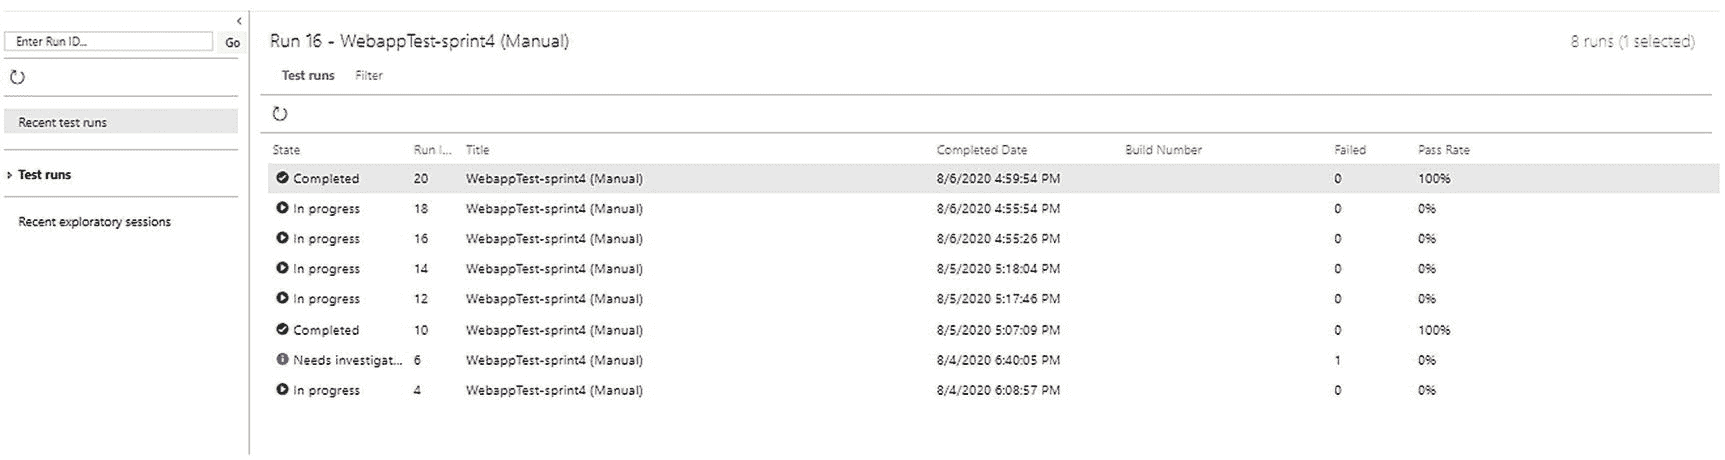 Enter Run ID... Go
Recent test runs
Test runs
Recent exploratory sessions
Run 16 - WebappTest-sprint4 (Manual) 8 runs (1 selected)
Test runs Filter
State Run I... Title Completed Date Build Number Failed Pass Rate
Completed 20 WebappTest-sprint4 (Manual) 8/6/2020 4:59:54 PM 0 100%
In progress 18 WebappTest-sprint4 (Manual) 8/6/2020 4:55:54 PM 0 0%
In progress 16 WebappTest-sprint4 (Manual) 8/6/2020 4:55:26 PM 0 0%
In progress 14 WebappTest-sprint4 (Manual) 8/5/2020 5:18:04 PM 0 0%
In progress 12 WebappTest-sprint4 (Manual) 8/5/2020 5:17:46 PM 0 0%
Completed 10 WebappTest-sprint4 (Manual) 8/5/2020 5:07:09 PM 0 100%
Needs investigat... 6 WebappTest-sprint4 (Manual) 8/4/2020 6:40:05 PM 1 0%
In progress 4 WebappTest-sprint4 (Manual) 8/4/2020 6:08:57 PM 0 0%